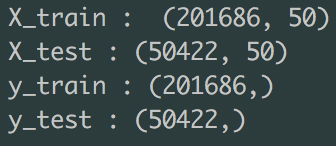 X_train :  (201686, 50)
X_test : (50422, 50)
y_train : (201686,)
y_test : (50422,)